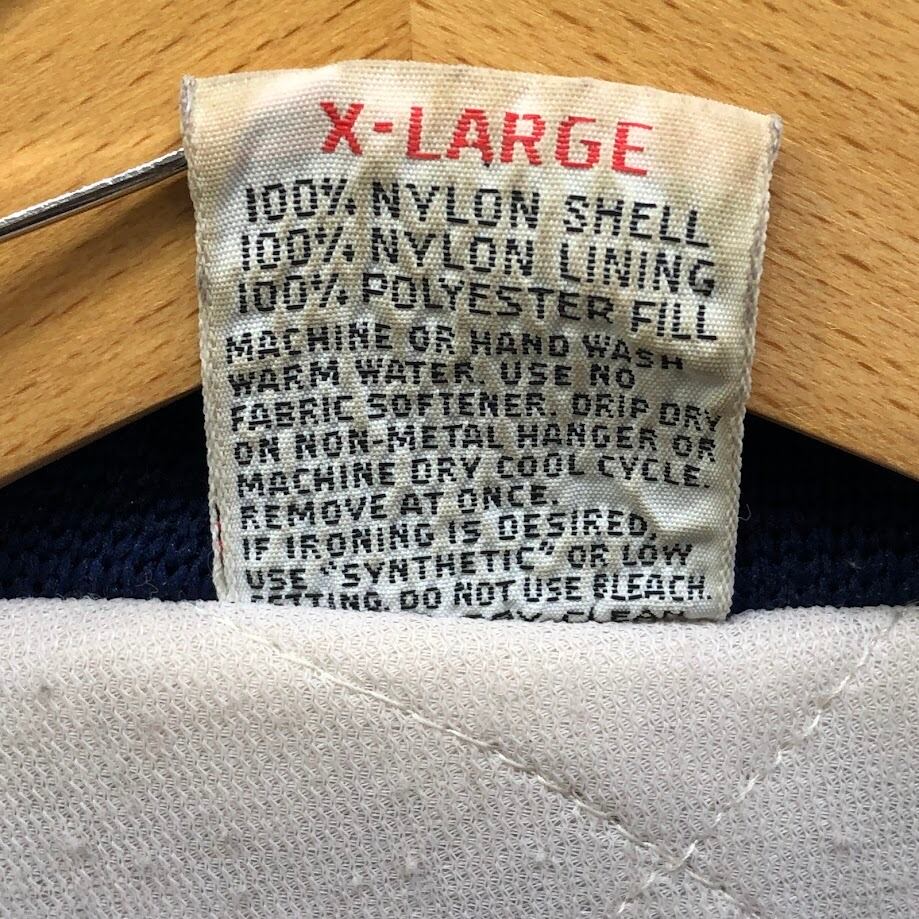 X-LARGE
100% NYLON SHELL
100% NYLON LINING
100% POLYESTER FILL
MACHINE OR HAND WASH
WARM WATER. USE NO
FABRIC SOFTENER. DRIP DRY
ON NON-METAL HANGER OR
MACHINE DRY COOL CYCLE.
REMOVE AT ONCE.
IF IRONING IS DESIRED,
USE "SYNTHETIC" OR LOW
SETTING. DO NOT USE BLEACH.